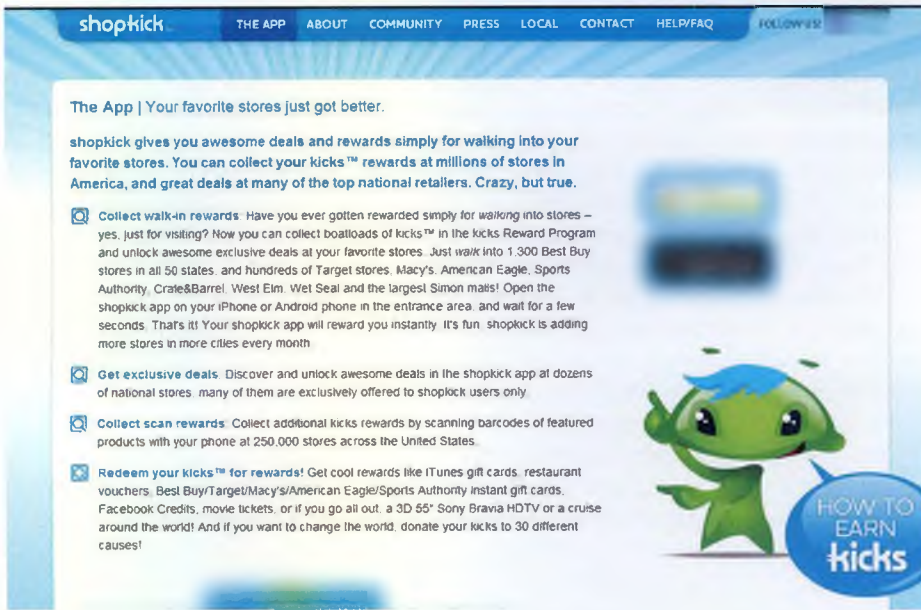 shopkick
THE APP ABOUT COMMUNITY PRESS LOCAL CONTACT HELP/FAQ FOLLOW US!
The App | Your favorite stores just got better.
shopkick gives you awesome deals and rewards simply for walking into your
favorite stores. You can collect your kicks™ rewards at millions of stores in
America, and great deals at many of the top national retailers. Crazy, but true.
Collect walk-in rewards: Have you ever gotten rewarded simply for walking into stores –
yes, just for visiting? Now you can collect boatloads of kicks™ in the kicks Reward Program
and unlock awesome exclusive deals at your favorite stores. Just walk into 1,300 Best Buy
stores in all 50 states, and hundreds of Target stores, Macy's, American Eagle, Sports
Authority, Crate&Barrel, West Elm, Wet Seal and the largest Simon malls! Open the
shopkick app on your iPhone or Android phone in the entrance area, and wait for a few
seconds. That's it! Your shopkick app will reward you instantly. It's fun. shopkick is adding
more stores in more cities every month.
Get exclusive deals: Discover and unlock awesome deals in the shopkick app at dozens
of national stores, many of them are exclusively offered to shopkick users only.
Collect scan rewards: Collect additional kicks rewards by scanning barcodes of featured
products with your phone at 250,000 stores across the United States.
Redeem your kicks™ for rewards! Get cool rewards like iTunes gift cards, restaurant
vouchers, Best Buy/Target/Macy's/American Eagle/Sports Authority instant gift cards,
Facebook Credits, movie tickets, or if you go all out, a 3D 55" Sony Bravia HDTV or a cruise
around the world! And if you want to change the world, donate your kicks to 30 different
causes!
HOW TO
EARN
kicks